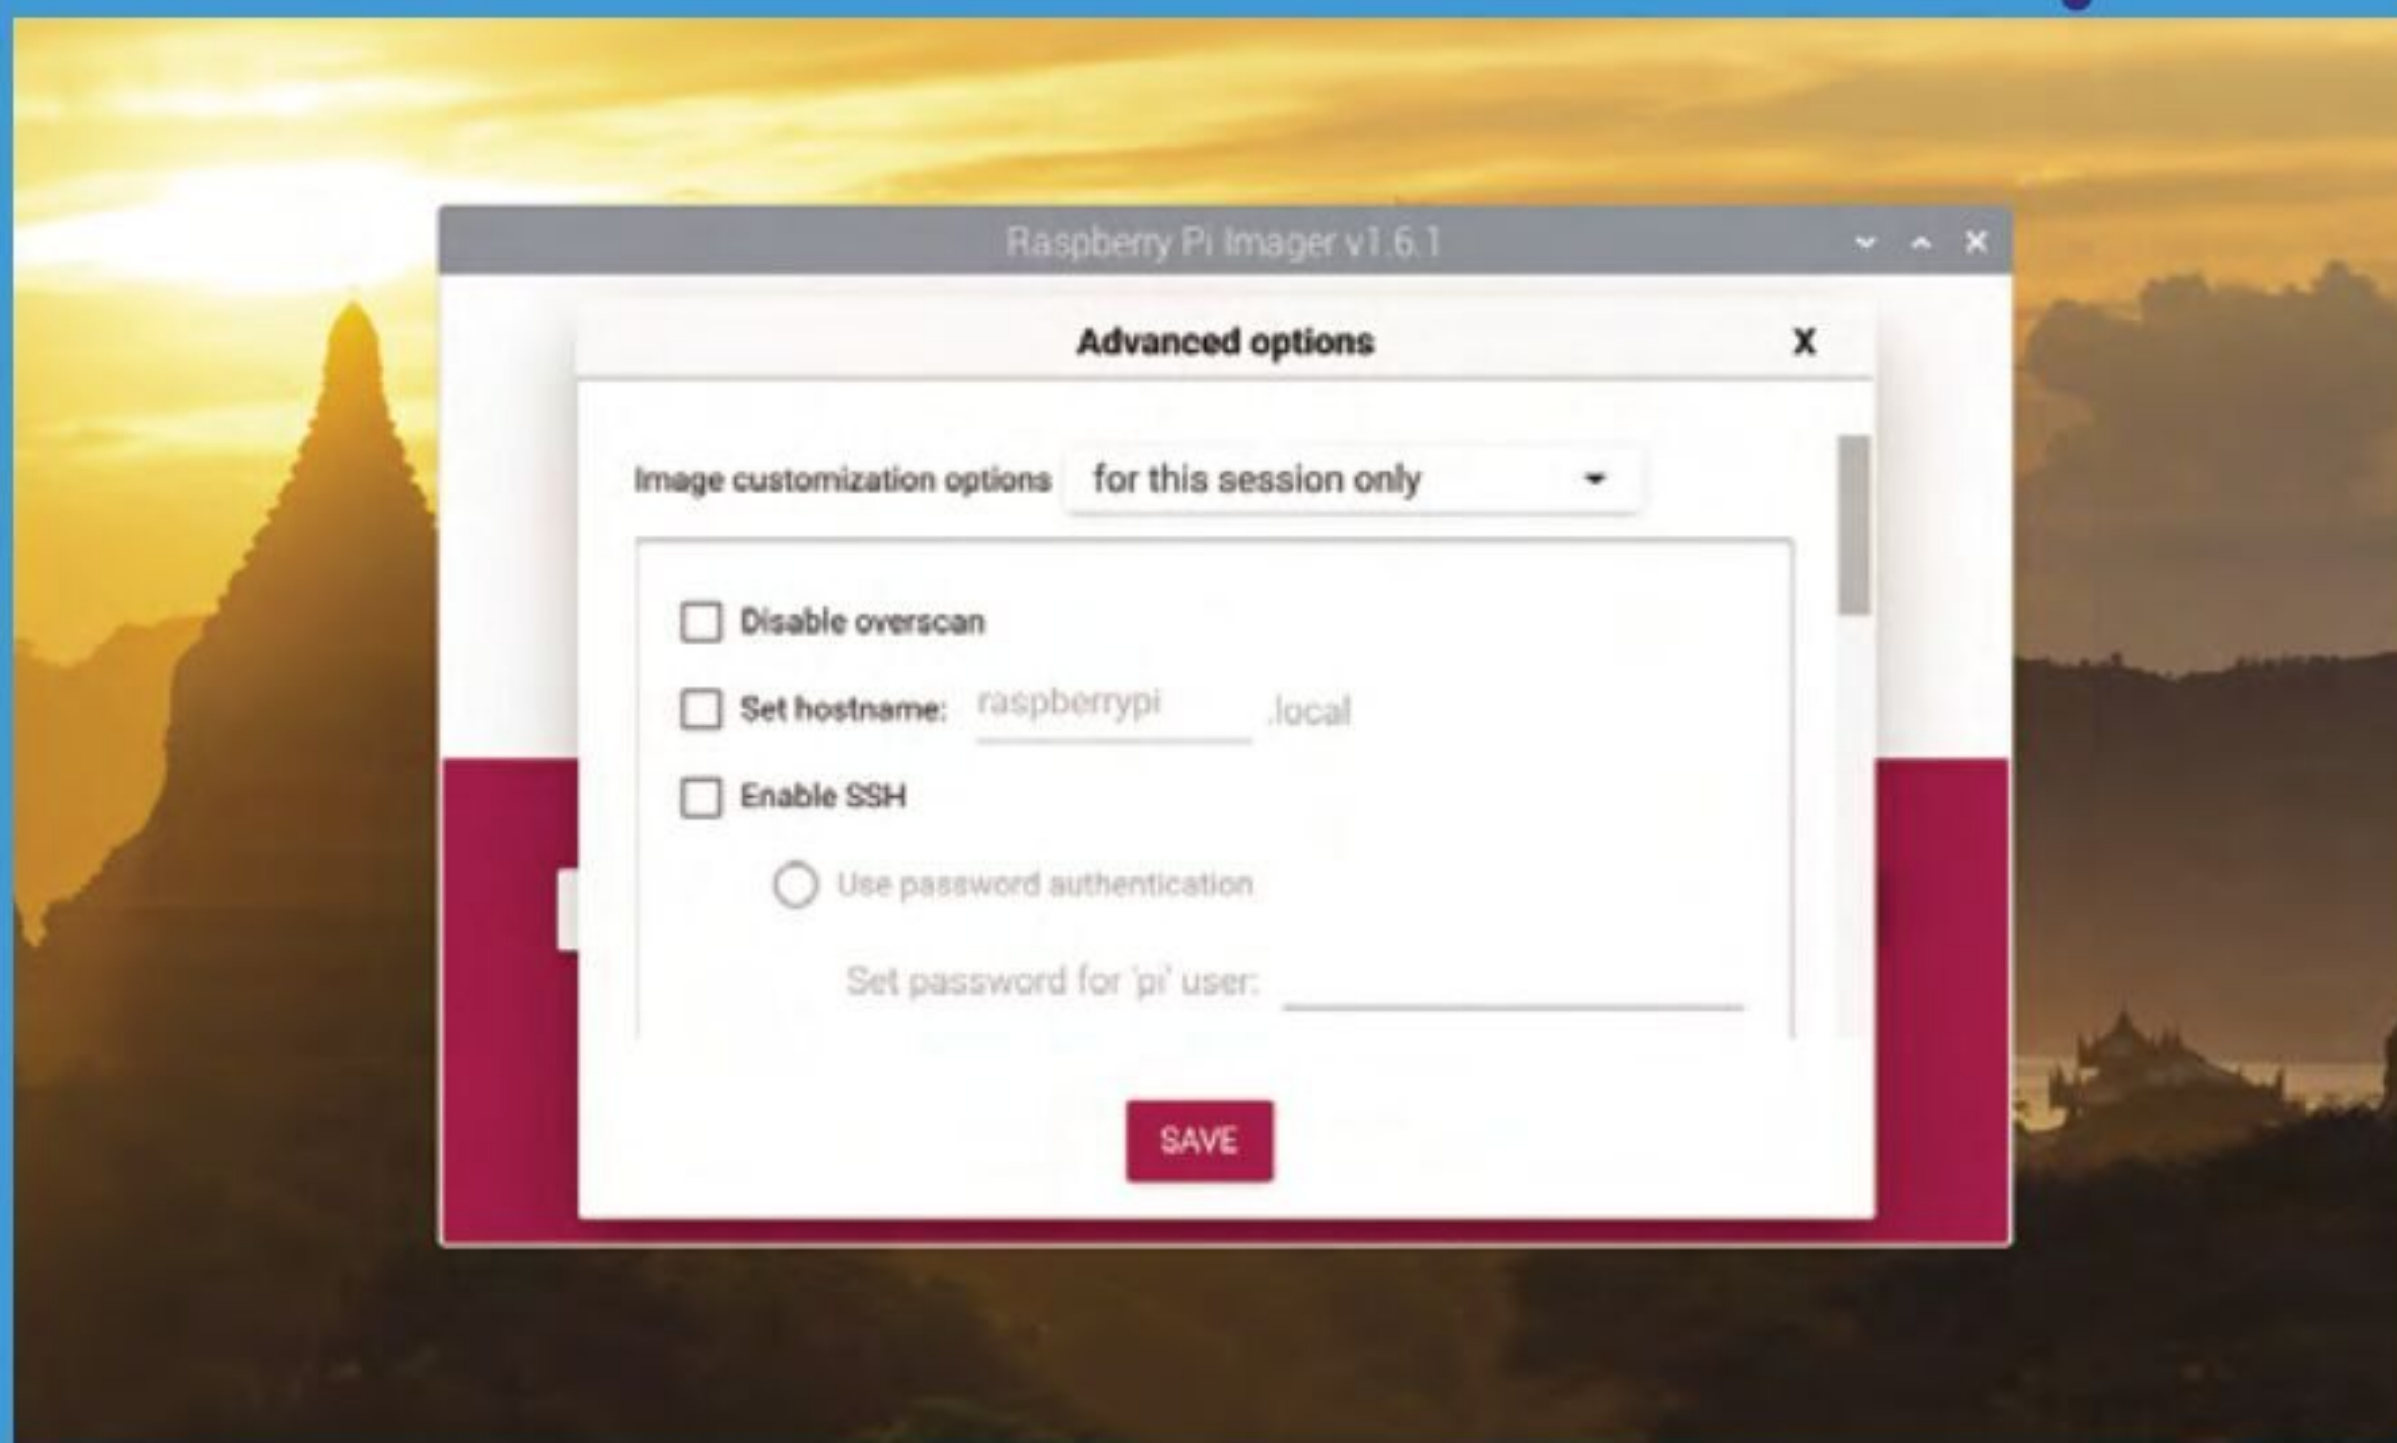 Raspberry Pi Imager v1.6.1
Advanced options X
Image customization options for this session only
Disable overscan
Set hostname: raspberrypi .local
Enable SSH
Use password authentication
Set password for 'pi' user:
SAVE